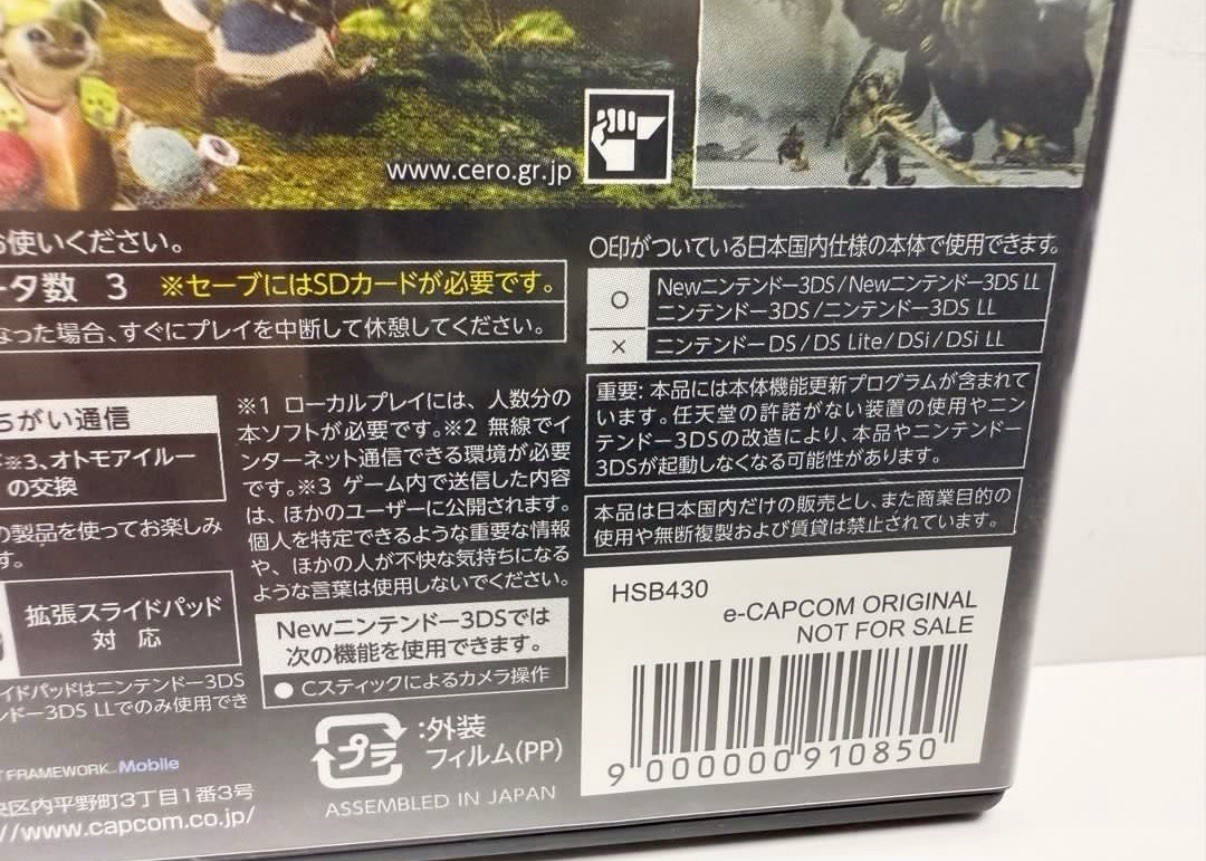 www.cero.gr.jp
お使いください。
ータ数 3 ※セーブにはSDカードが必要です。
なった場合、すぐにプレイを中断して休憩してください。
ちがい通信
※3、オトモアイルー
の交換
の製品を使ってお楽しみ
す。
拡張スライドパッド
対 応
イドパッドはニンテンドー3DS
ンドー3DS LLでのみ使用でき
T FRAMEWORK Mobile
区内平野町3丁目1番3号
//www.capcom.co.jp/
※1 ローカルプレイには、人数分の
本ソフトが必要です。※2 無線でイ
ンターネット通信できる環境が必要
です。※3 ゲーム内で送信した内容
は、ほかのユーザーに公開されます。
個人を特定できるような重要な情報
や、ほかの人が不快な気持ちになる
ような言葉は使用しないでください。
Newニンテンドー3DSでは
次の機能を使用できます。
● Cスティックによるカメラ操作
プラ :外装
フィルム(PP)
ASSEMBLED IN JAPAN
○印がついている日本国内仕様の本体で使用できます。
○ Newニンテンドー3DS/Newニンテンドー3DS LL
ニンテンドー3DS/ニンテンドー3DS LL
× ニンテンドーDS/DS Lite/DSi/DSi LL
重要: 本品には本体機能更新プログラムが含まれて
います。任天堂の許諾がない装置の使用やニン
テンドー3DSの改造により、本品やニンテンドー
3DSが起動しなくなる可能性があります。
本品は日本国内だけの販売とし、また商業目的の
使用や無断複製および賃貸は禁止されています。
HSB430
e-CAPCOM ORIGINAL
NOT FOR SALE
9 000000 910850